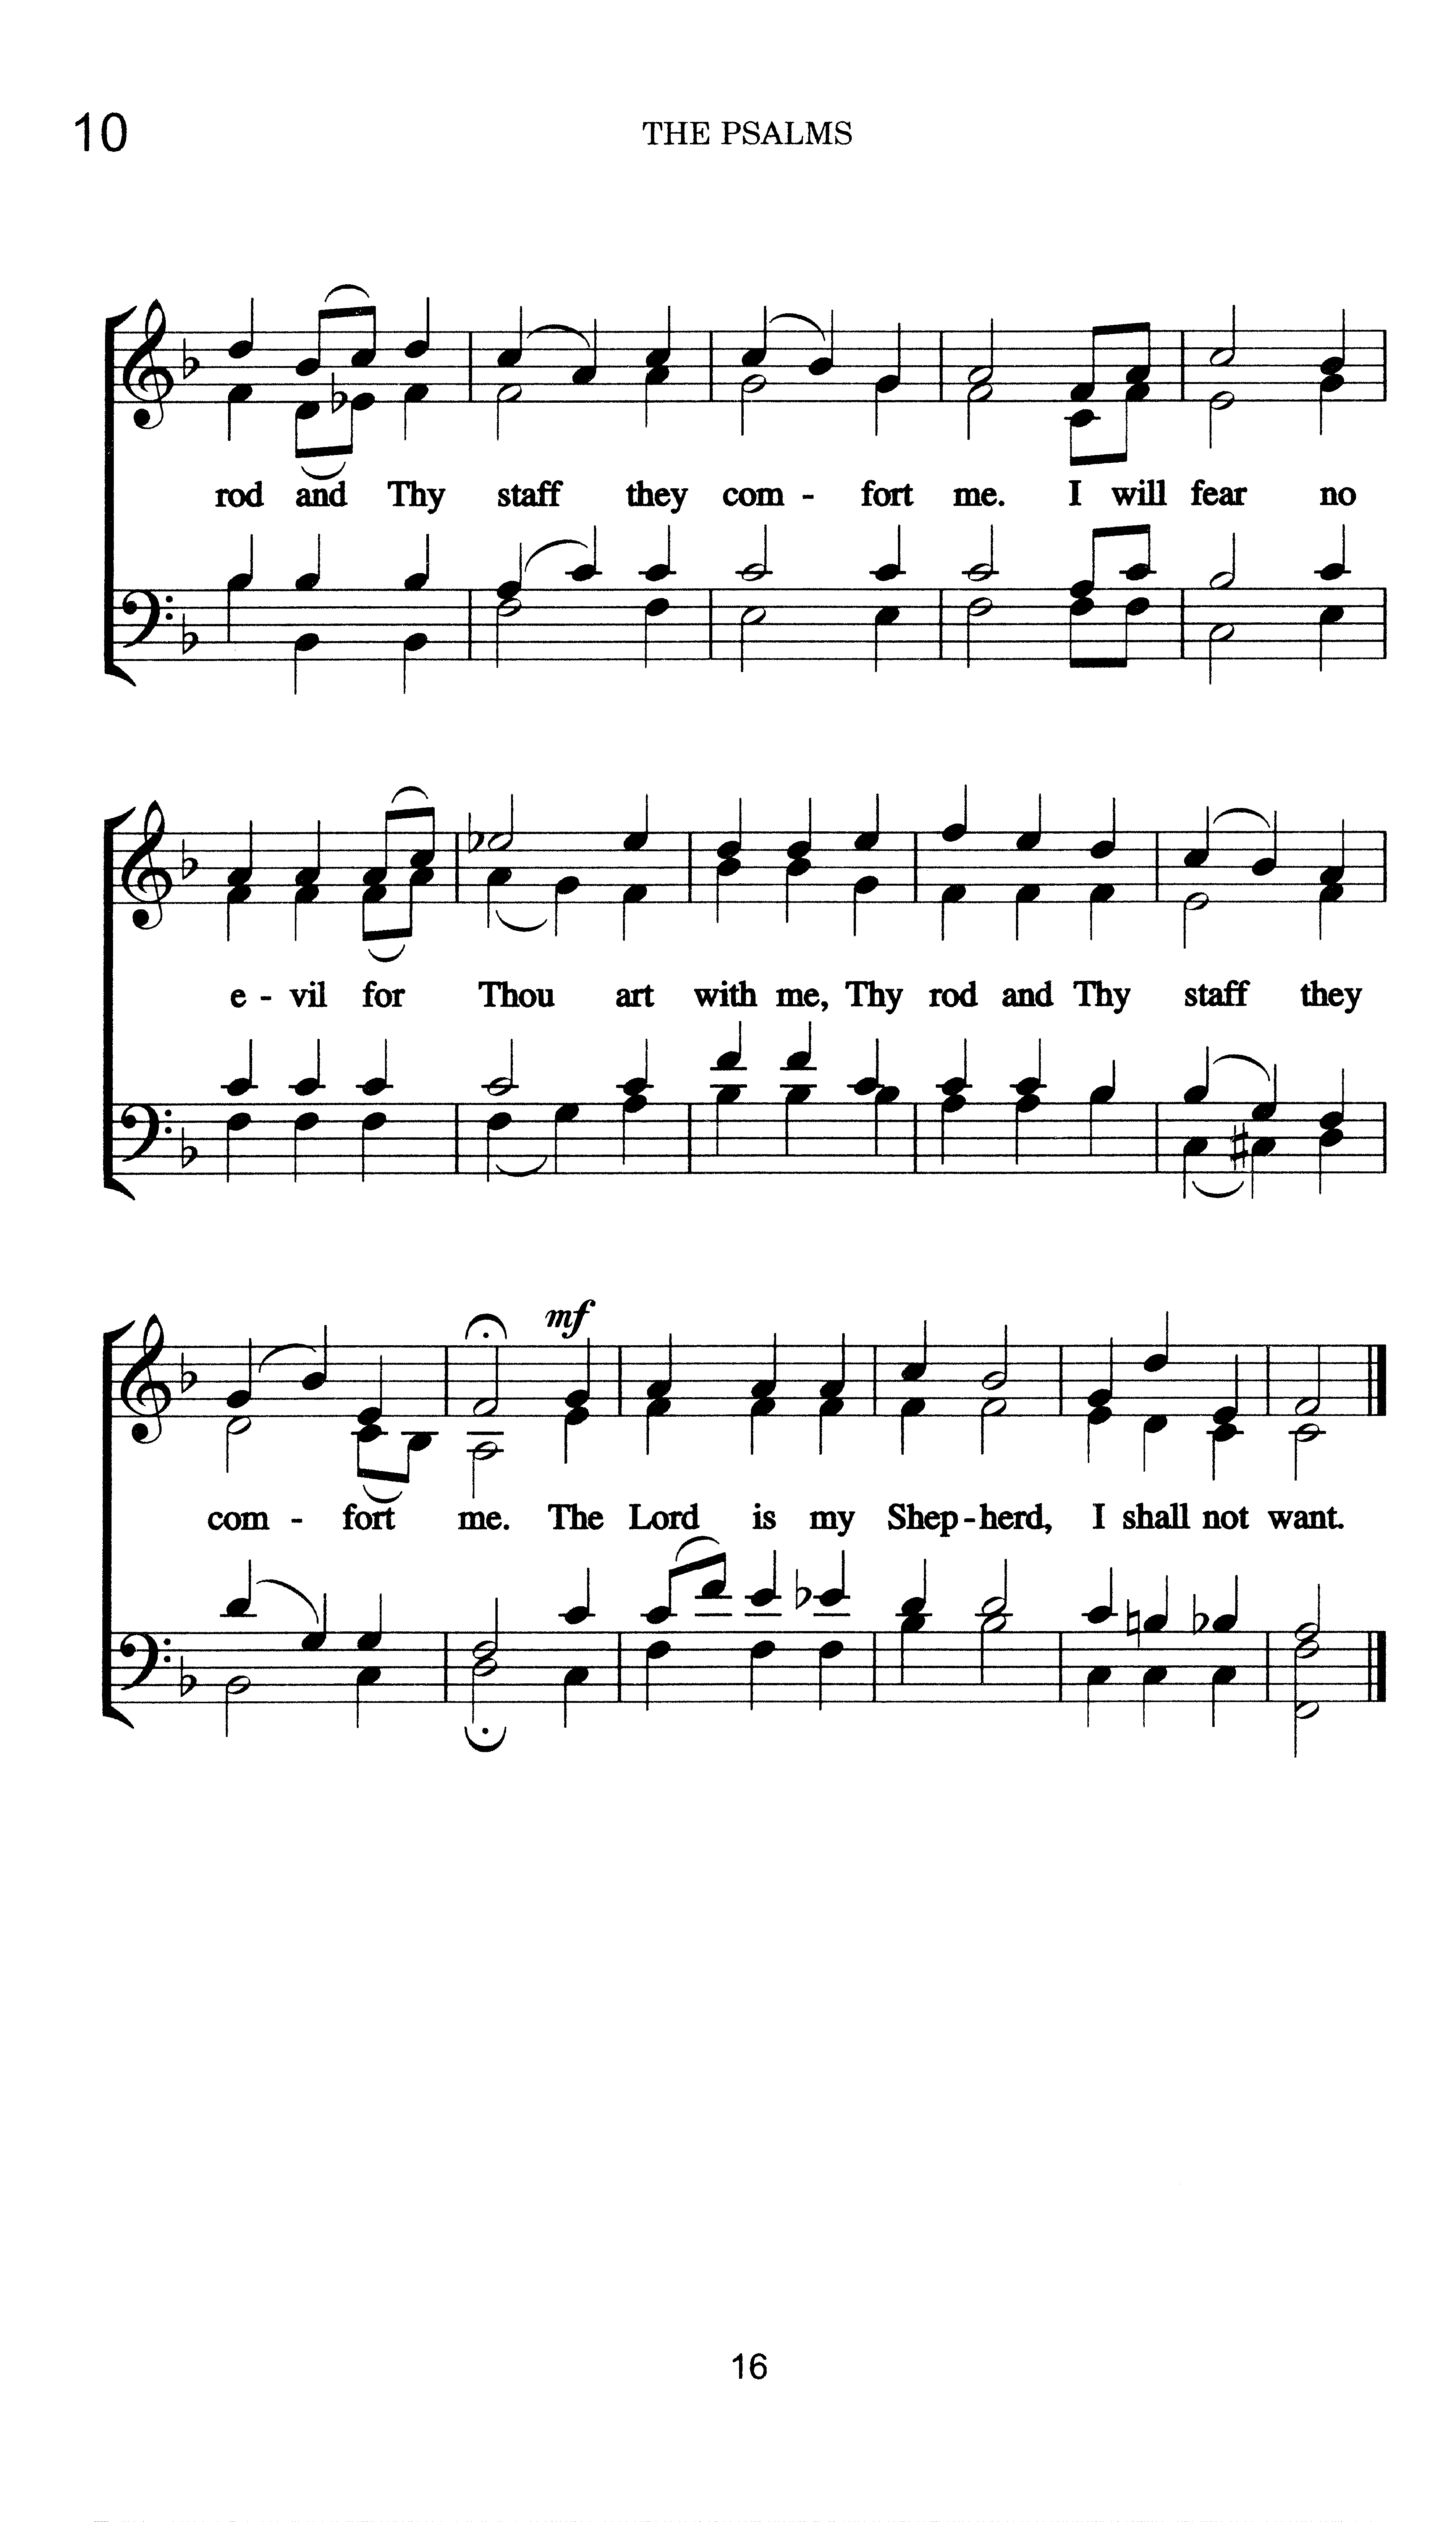 10
THE PSALMS
rod and Thy staff they com - fort me. I will fear no
e - vil for Thou art with me, Thy rod and Thy staff they
mf
com - fort me. The Lord is my Shep - herd, I shall not want.
16